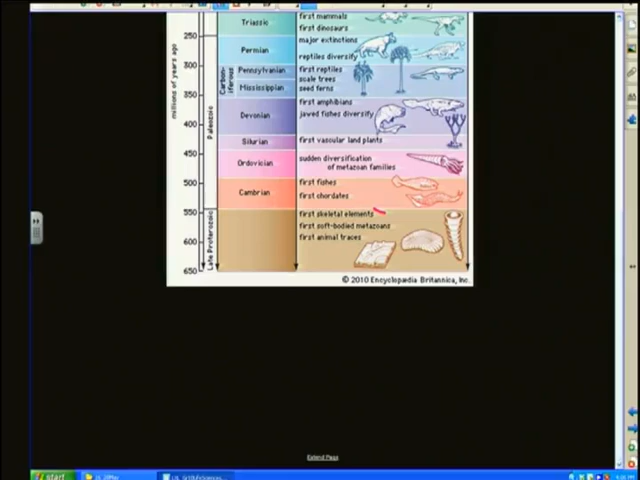 Triassic
first mammals
first dinosaurs
250
Permian
major extinctions
reptiles diversify
300
Carbon-
iferous
Pennsylvanian
first reptiles
scale trees
Mississippian
seed ferns
350
millions of years ago
Paleozoic
first amphibians
Devonian
jawed fishes diversify
400
Silurian
first vascular land plants
450
Ordovician
sudden diversification
of metazoan families
500
Cambrian
first fishes
first chordates
550
first skeletal elements
first soft-bodied metazoans
first animal traces
600
Late Proterozoic
650
© 2010 Encyclopædia Britannica, Inc.
Extend Page
start